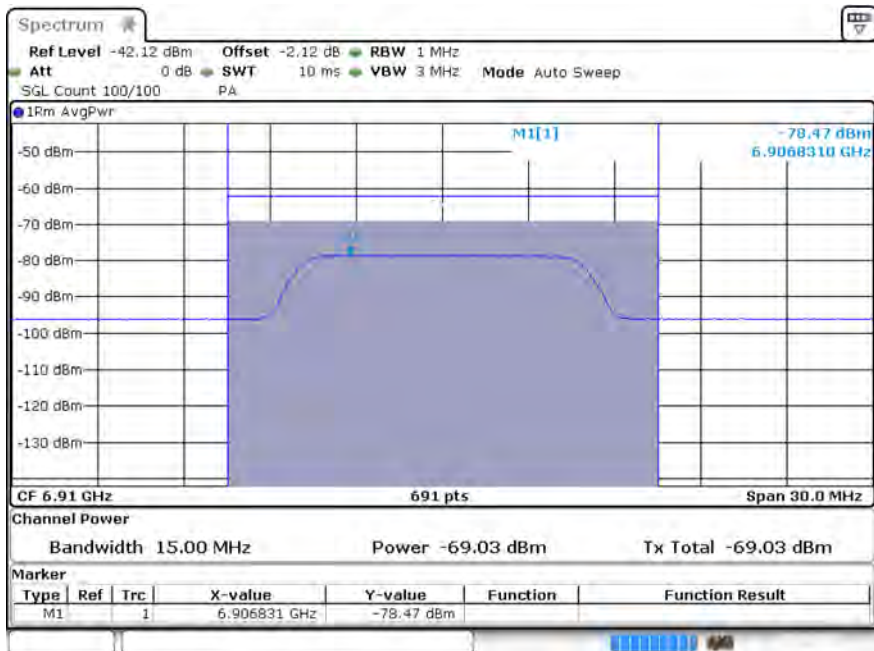 Spectrum
Ref Level -42.12 dBm Offset -2.12 dB RBW 1 MHz
Att 0 dB SWT 10 ms VBW 3 MHz Mode Auto Sweep
SGL Count 100/100 PA
1Rm AvgPwr
M1[1] -78.47 dBm
6.9068310 GHz
-50 dBm
-60 dBm
-70 dBm
-80 dBm
-90 dBm
-100 dBm
-110 dBm
-120 dBm
-130 dBm
CF 6.91 GHz 691 pts Span 30.0 MHz
Channel Power
Bandwidth 15.00 MHz Power -69.03 dBm Tx Total -69.03 dBm
Marker
Type Ref Trc X-value Y-value Function Function Result
M1 1 6.906831 GHz -78.47 dBm